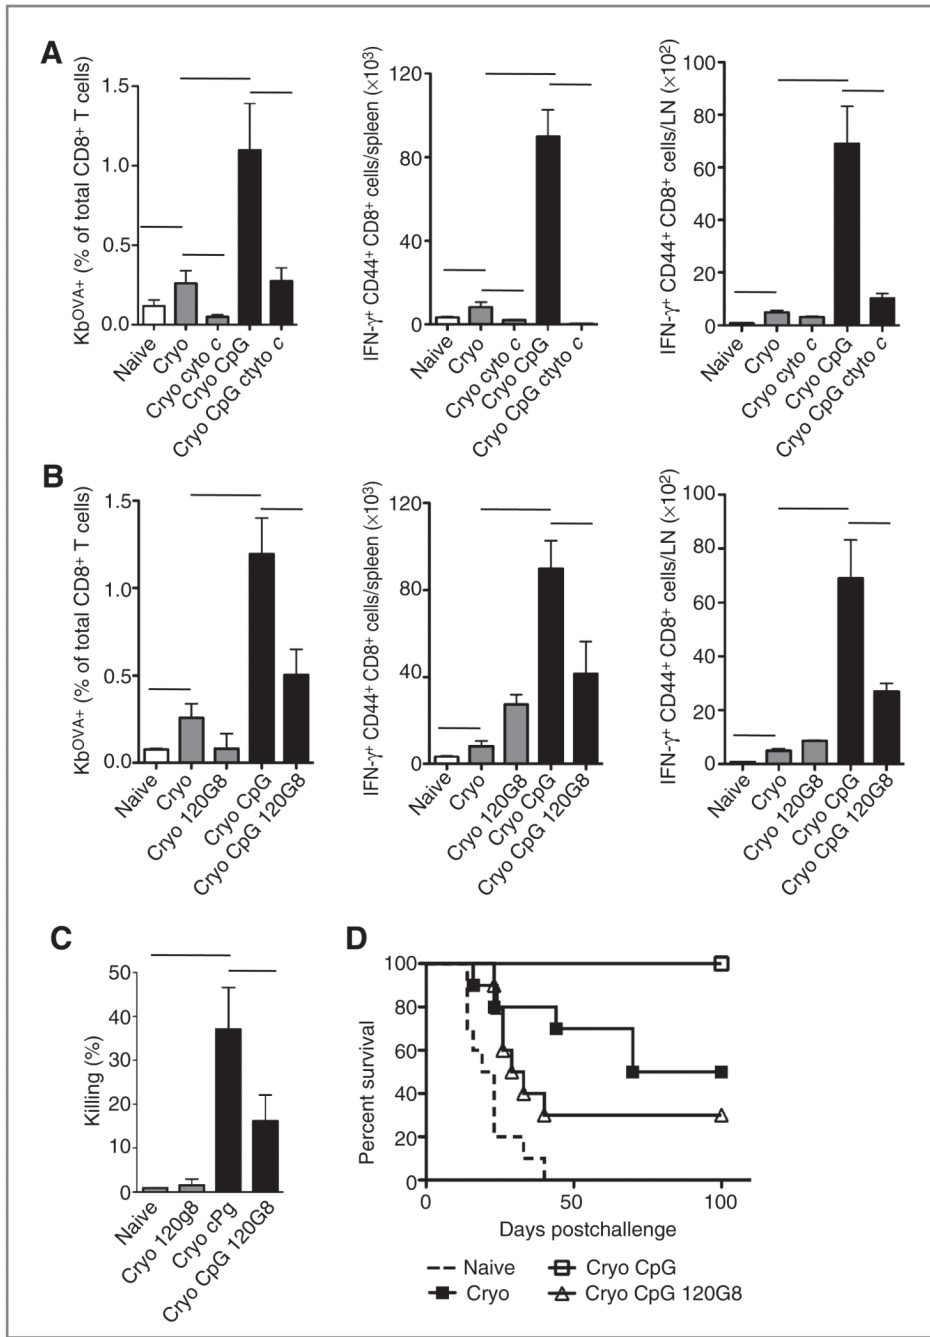 A
Kb^OVA+ (% of total CD8⁺ T cells)
1.5
1.0
0.5
0.0
Naive
Cryo
Cryo cyto c
Cryo CpG
Cryo CpG ctyto c
IFN-γ⁺ CD44⁺ CD8⁺ cells/spleen (×10³)
120
80
40
0
Naive
Cryo
Cryo cyto c
Cryo CpG
Cryo CpG ctyto c
IFN-γ⁺ CD44⁺ CD8⁺ cells/LN (×10²)
100
80
60
40
20
0
Naive
Cryo
Cryo cyto c
Cryo CpG
Cryo CpG ctyto c
B
Kb^OVA+ (% of total CD8⁺ T cells)
1.5
1.0
0.5
0.0
Naive
Cryo
Cryo 120G8
Cryo CpG
Cryo CpG 120G8
IFN-γ⁺ CD44⁺ CD8⁺ cells/spleen (×10³)
120
80
40
0
Naive
Cryo
Cryo 120G8
Cryo CpG
Cryo CpG 120G8
IFN-γ⁺ CD44⁺ CD8⁺ cells/LN (×10²)
100
80
60
40
20
0
Naive
Cryo
Cryo 120G8
Cryo CpG
Cryo CpG 120G8
C
Killing (%)
50
40
30
20
10
0
Naive
Cryo 120g8
Cryo cPg
Cryo CpG 120G8
D
Percent survival
100
80
60
40
20
0
0
50
100
Days postchallenge
Naive
Cryo CpG
Cryo
Cryo CpG 120G8